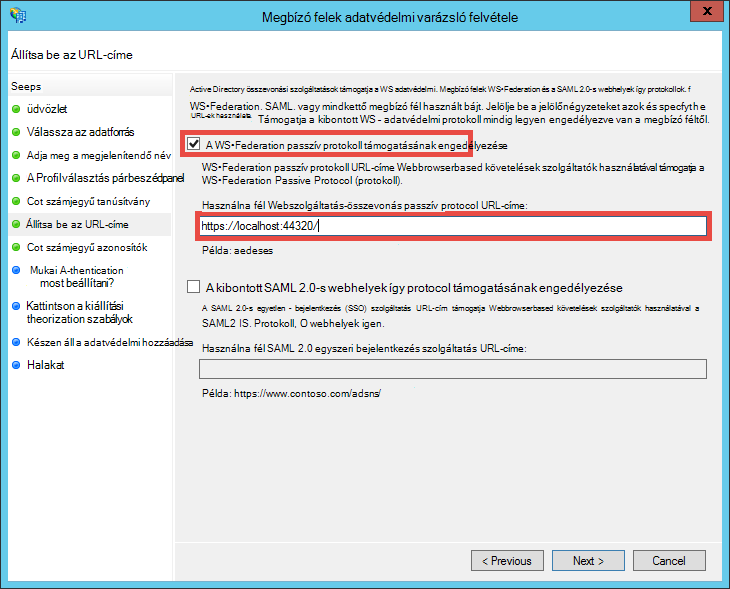 Megbízó felek adatvédelmi varázsló felvétele
X
Állítsa be az URL-címe
Seeps
üdvözlet
Válassza az adatforrás
Adja meg a megjelenítendő név
A Profilválasztás párbeszédpanel
Cot számjegyű tanúsítvány
Állítsa be az URL-címe
Cot számjegyű azonosítók
Mukai A-thentication
most beállítani?
Kattintson a kiállítási
theorization szabályok
Készen áll a adatvédelmi hozzáadása
Halakat
Active Directory összevonási szolgáltatások támogatja a WS adatvédelmi. Megbízó felek WS•Federation és a SAML 2.0-s webhelyek így protokollok. f
WS•Federation. SAML. vagy mindkettő megbízó fél használt bájt. Jelölje be a jelölőnégyzeteket azok és specfyth e
URL-ek használata. Támogatja a kibontott WS - adatvédelmi protokoll mindig legyen engedélyezve van a megbízó féltől.
A WS•Federation passzív protokoll támogatásának engedélyezése
WS•Federation passzív protokoll URL-címe Webbrowserbased követelések szolgáltatók használatával támogatja a
WS•Federation Passive Protocol (protokoll).
Használna fél Webszolgáltatás-összevonás passzív protocol URL-címe:
https://localhost:44320/
Példa: aedeses
A kibontott SAML 2.0-s webhelyek így protocol támogatásának engedélyezése
A SAML 2.0-s egyetlen - bejelentkezés (SSO) szolgáltatás URL-cím támogatja Webbrowserbased követelések szolgáltatók használatával a
SAML2 IS. Protokoll, O webhelyek igen.
Használna fél SAML 2.0 egyszeri bejelentkezés szolgáltatás URL-címe:
Példa: https://www.contoso.com/adsns/
< Previous
Next >
Cancel